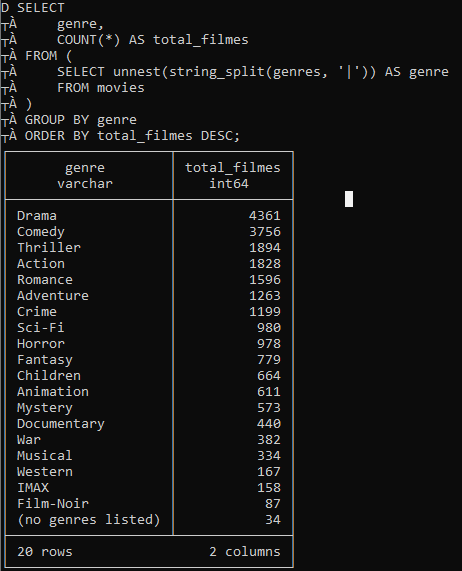 D SELECT
┬À     genre,
┬À     COUNT(*) AS total_filmes
┬À FROM (
┬À     SELECT unnest(string_split(genres, '|')) AS genre
┬À     FROM movies
┬À )
┬À GROUP BY genre
┬À ORDER BY total_filmes DESC;
genre total_filmes
varchar int64
Drama 4361
Comedy 3756
Thriller 1894
Action 1828
Romance 1596
Adventure 1263
Crime 1199
Sci-Fi 980
Horror 978
Fantasy 779
Children 664
Animation 611
Mystery 573
Documentary 440
War 382
Musical 334
Western 167
IMAX 158
Film-Noir 87
(no genres listed) 34
20 rows 2 columns